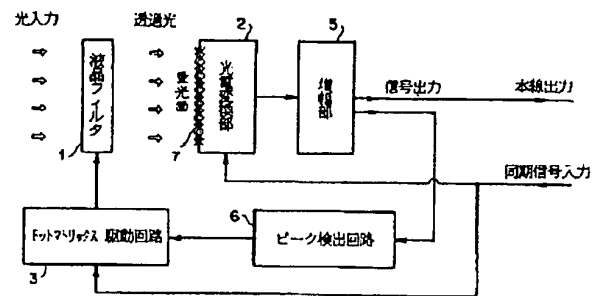 光入力
透過光
2
5
液晶フィルタ
受光部
光電変換部
増幅部
信号出力
本線出力
1
7
同期信号入力
6
ドットマトリックス 駆動回路
ピーク検出回路
3